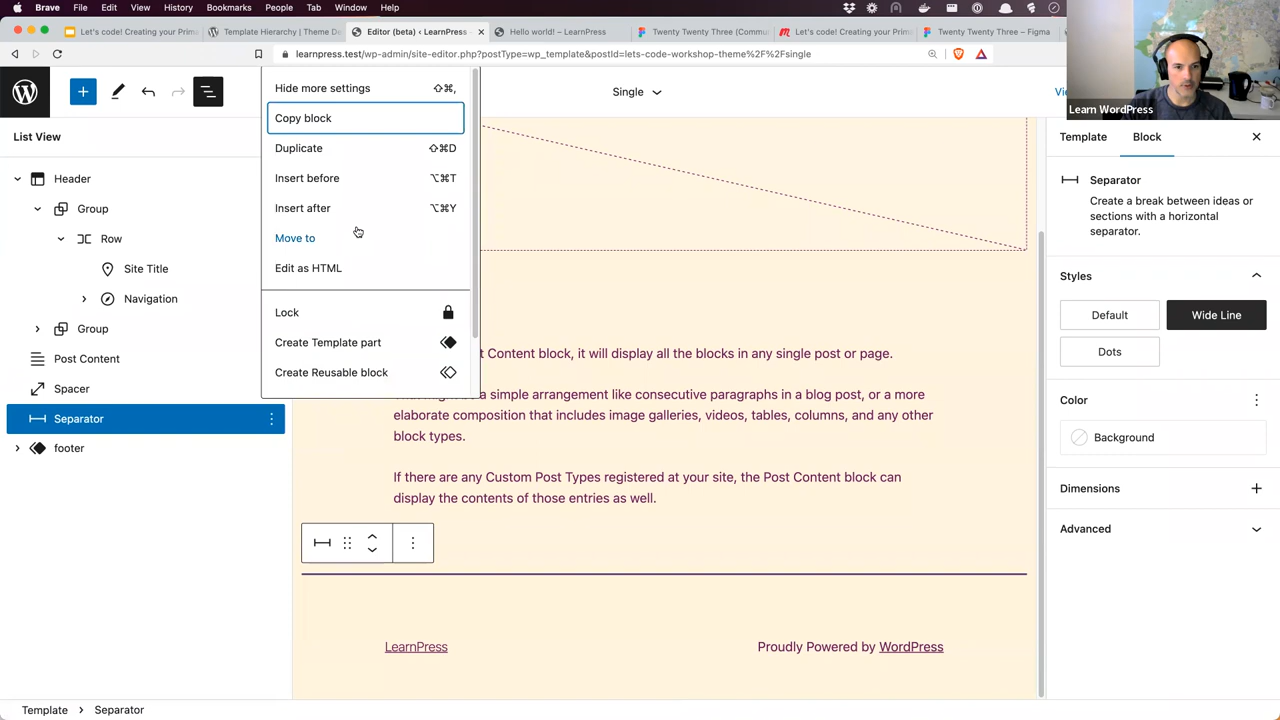 Brave File Edit View History Bookmarks People Tab Window Help
Let's code! Creating your Prima
Template Hierarchy | Theme De
Editor (beta) ‹ LearnPress -
Hello world! – LearnPress
Twenty Twenty Three (Commu
Let's code! Creating your Prim
Twenty Twenty Three – Figma
learnpress.test/wp-admin/site-editor.php?postType=wp_template&postId=lets-code-workshop-theme%2F%2Fsingle
Learn WordPress
Single
Vie
List View
Header
Group
Row
Site Title
Navigation
Group
Post Content
Spacer
Separator
footer
Hide more settings ⇧⌘,
Copy block
Duplicate ⇧⌘D
Insert before ⌥⌘T
Insert after ⌥⌘Y
Move to
Edit as HTML
Lock
Create Template part
Create Reusable block
t Content block, it will display all the blocks in any single post or page.
a simple arrangement like consecutive paragraphs in a blog post, or a more
elaborate composition that includes image galleries, videos, tables, columns, and any other
block types.
If there are any Custom Post Types registered at your site, the Post Content block can
display the contents of those entries as well.
LearnPress
Proudly Powered by WordPress
Template Block
Separator
Create a break between ideas or
sections with a horizontal
separator.
Styles
Default
Wide Line
Dots
Color
Background
Dimensions
Advanced
Template › Separator